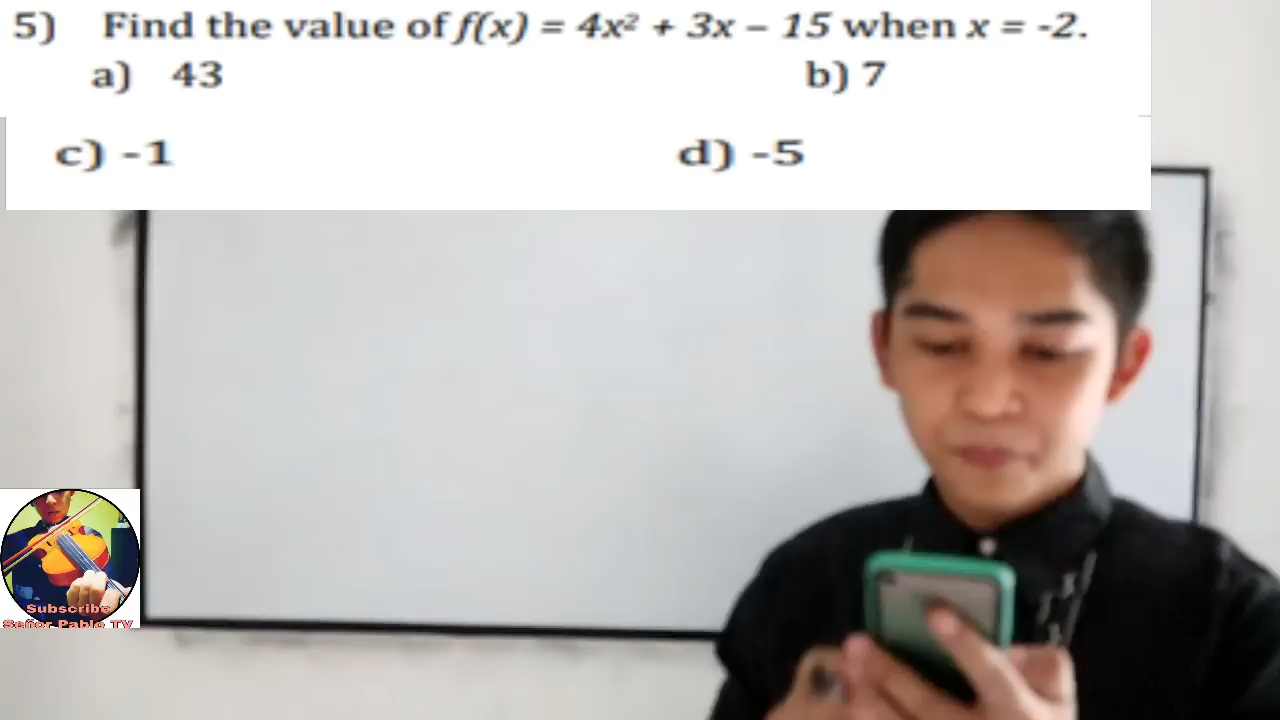 5) Find the value of f(x) = 4x² + 3x – 15 when x = -2.
a) 43 b) 7
c) -1 d) -5
Subscribe
Señor Pablo TV